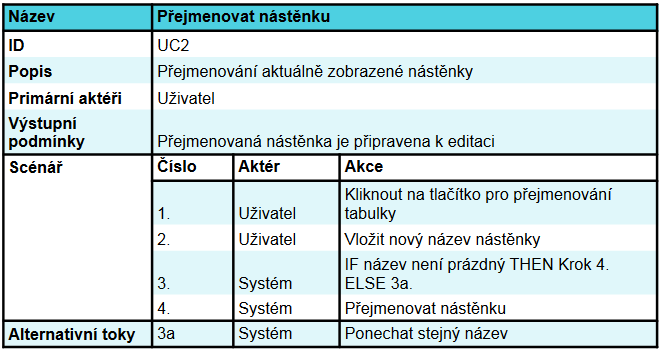 Název Přejmenovat nástěnku
ID UC2
Popis Přejmenování aktuálně zobrazené nástěnky
Primární aktéři Uživatel
Výstupní
podmínky Přejmenovaná nástěnka je připravena k editaci
Scénář Číslo Aktér Akce
Kliknout na tlačítko pro přejmenování
1. Uživatel tabulky
2. Uživatel Vložit nový název nástěnky
IF název není prázdný THEN Krok 4.
3. Systém ELSE 3a.
4. Systém Přejmenovat nástěnku
Alternativní toky 3a Systém Ponechat stejný název